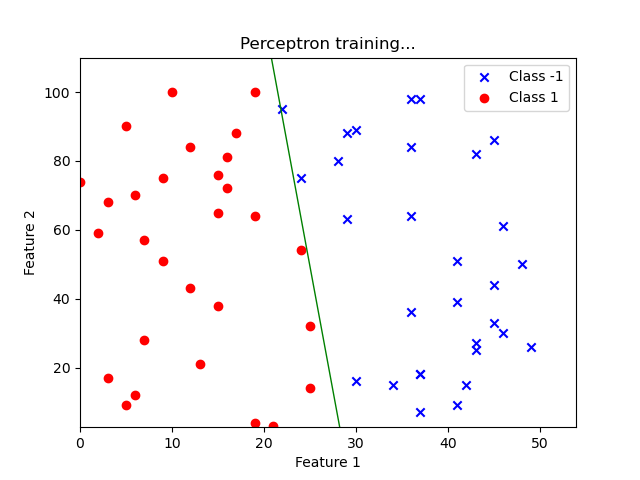 Perceptron training...
Class -1
Class 1
Feature 2
100
80
60
40
20
0 10 20 30 40 50
Feature 1